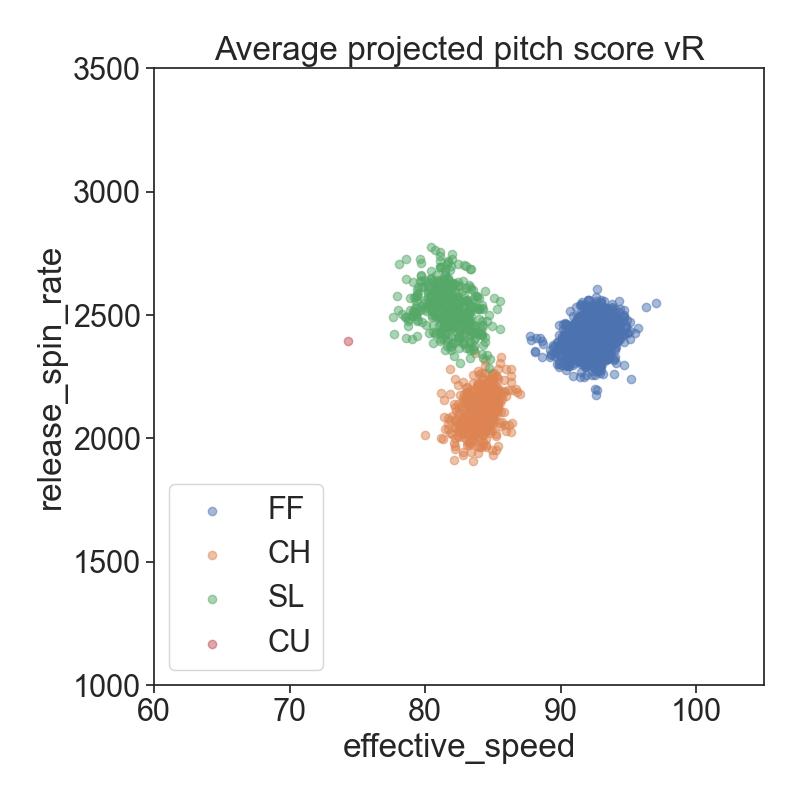 Average projected pitch score vR
3500
3000
2500
2000
1500
1000
release_spin_rate
FF
CH
SL
CU
60 70 80 90 100
effective_speed